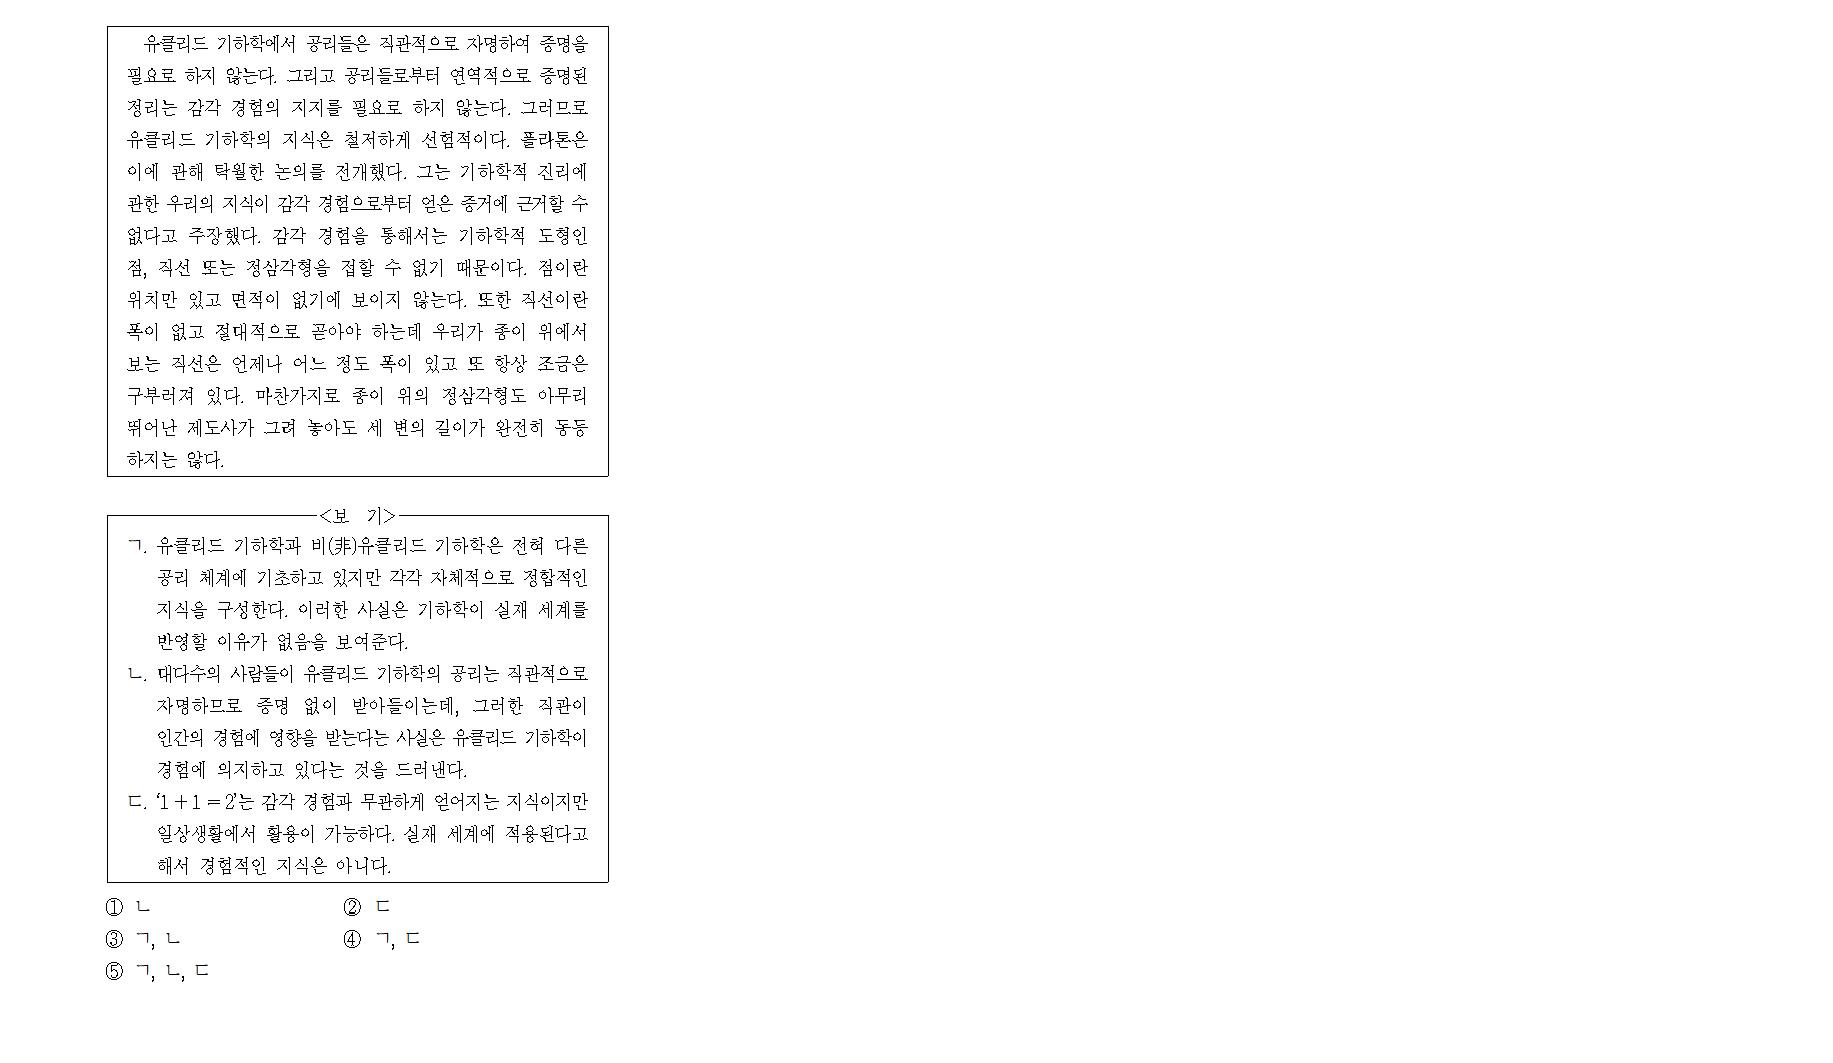 유클리드 기하학에서 공리들은 직관적으로 자명하여 증명을
필요로 하지 않는다. 그리고 공리들로부터 연역적으로 증명된
정리는 감각 경험의 지지를 필요로 하지 않는다. 그러므로
유클리드 기하학의 지식은 철저하게 선험적이다. 플라톤은
이에 관해 탁월한 논의를 전개했다. 그는 기하학적 진리에
관한 우리의 지식이 감각 경험으로부터 얻은 증거에 근거할 수
없다고 주장했다. 감각 경험을 통해서는 기하학적 도형인
점, 직선 또는 정삼각형을 접할 수 없기 때문이다. 점이란
위치만 있고 면적이 없기에 보이지 않는다. 또한 직선이란
폭이 없고 절대적으로 곧아야 하는데 우리가 종이 위에서
보는 직선은 언제나 어느 정도 폭이 있고 또 항상 조금은
구부러져 있다. 마찬가지로 종이 위의 정삼각형도 아무리
뛰어난 제도사가 그려 놓아도 세 변의 길이가 완전히 동등
하지는 않다.
<보 기>
ㄱ. 유클리드 기하학과 비(非)유클리드 기하학은 전혀 다른
공리 체계에 기초하고 있지만 각각 자체적으로 정합적인
지식을 구성한다. 이러한 사실은 기하학이 실재 세계를
반영할 이유가 없음을 보여준다.
ㄴ. 대다수의 사람들이 유클리드 기하학의 공리는 직관적으로
자명하므로 증명 없이 받아들이는데, 그러한 직관이
인간의 경험에 영향을 받는다는 사실은 유클리드 기하학이
경험에 의지하고 있다는 것을 드러낸다.
ㄷ. ‘1+1=2’는 감각 경험과 무관하게 얻어지는 지식이지만
일상생활에서 활용이 가능하다. 실재 세계에 적용된다고
해서 경험적인 지식은 아니다.
① ㄴ ② ㄷ
③ ㄱ, ㄴ ④ ㄱ, ㄷ
⑤ ㄱ, ㄴ, ㄷ